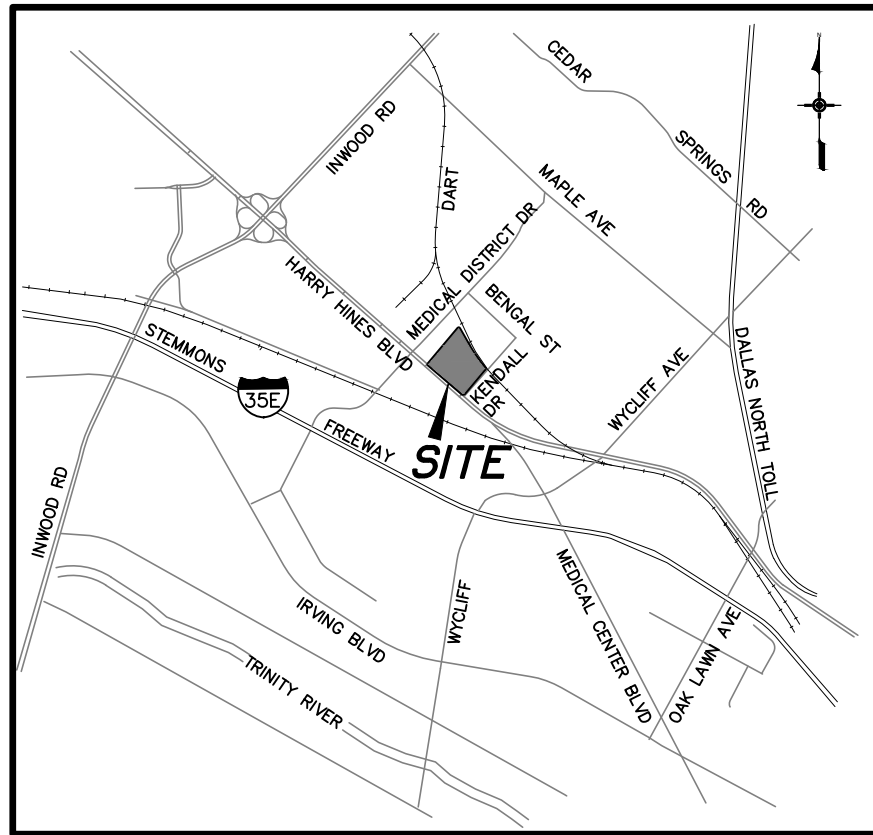 N
CEDAR
SPRINGS
RD
INWOOD RD
DART
MAPLE AVE
MEDICAL DISTRICT DR
HARRY HINES BLVD
BENGAL ST
STEMMONS
KENDALL
DR
WYCLIFF AVE
DALLAS NORTH TOLL
35E
FREEWAY
SITE
INWOOD RD
IRVING BLVD
WYCLIFF
MEDICAL CENTER BLVD
OAK LAWN AVE
TRINITY RIVER